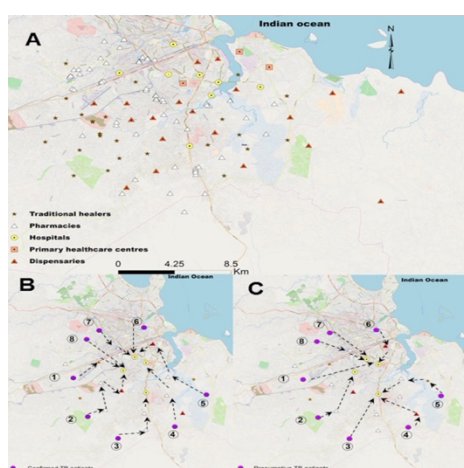 Indian ocean
A
N
Traditional healers
Pharmacies
Hospitals
Primary healthcare centres
Dispensaries
0 4.25 8.5
Km
B
Indian Ocean
7
6
8
1
2
5
3
4
C
Indian Ocean
7
6
8
1
2
5
3
4
Confirmed TB patients
Presumptive TB patients